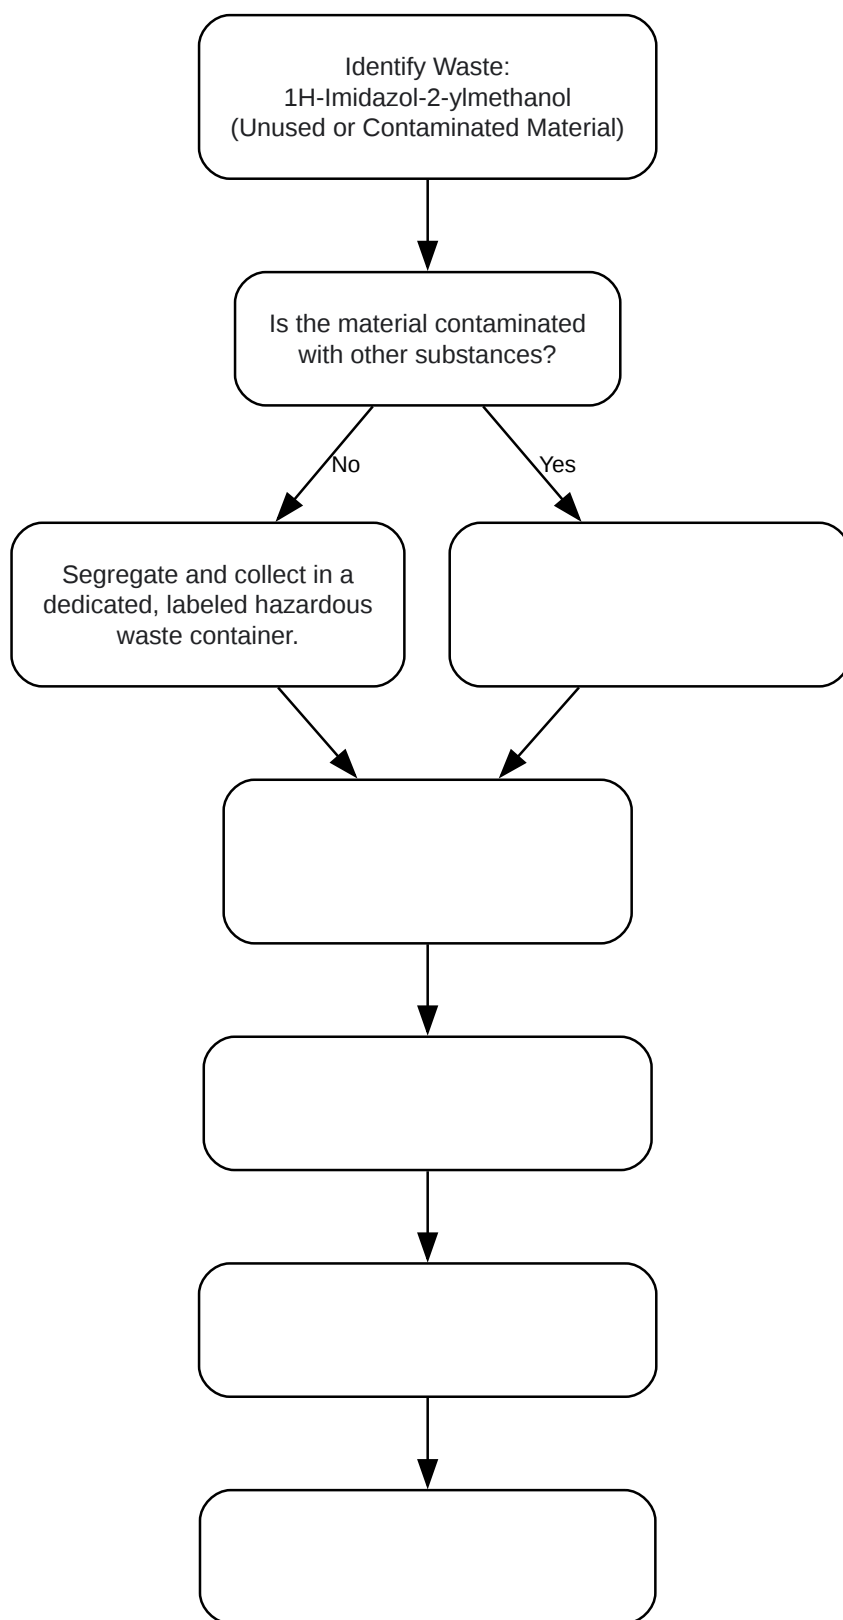 Identify Waste:
1H-Imidazol-2-ylmethanol
(Unused or Contaminated Material)
Is the material contaminated
with other substances?
No
Yes
Segregate and collect in a
dedicated, labeled hazardous
waste container.